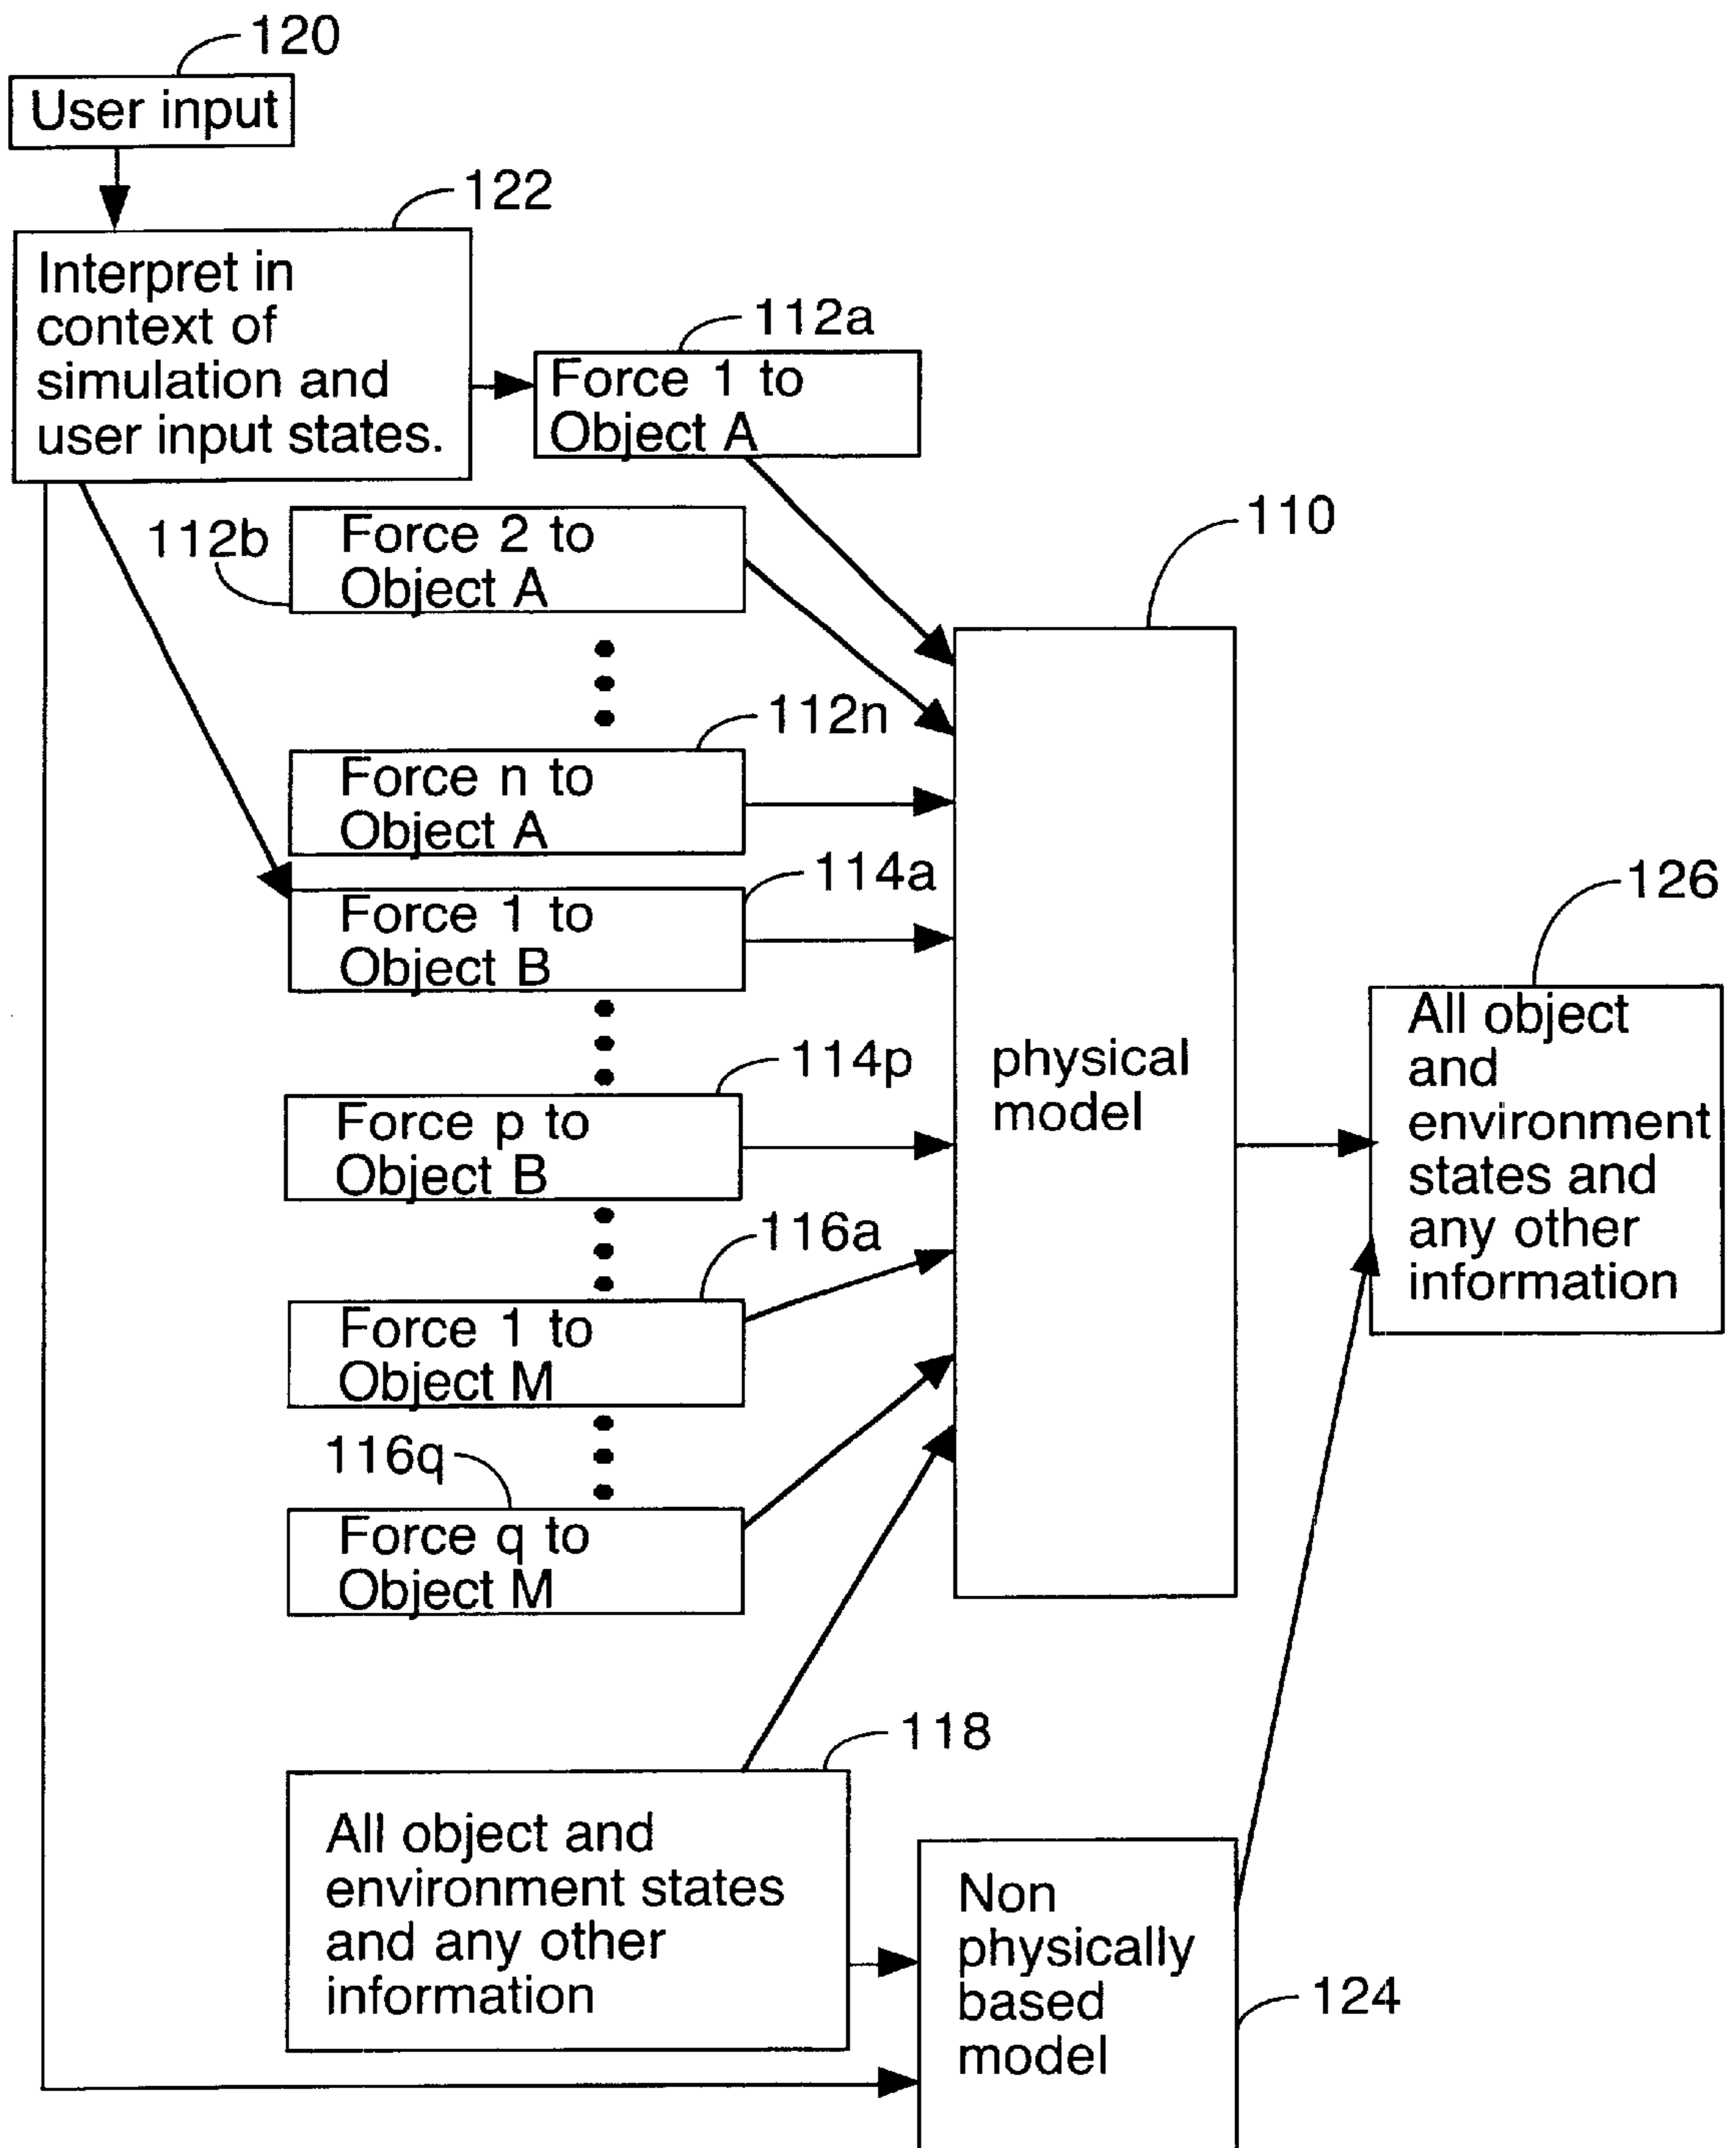 120
User input
122
Interpret in
context of
simulation and
user input states.
112a
Force 1 to
Object A
112b
Force 2 to
Object A
110
112n
Force n to
Object A
114a
Force 1 to
Object B
126
114p
Force p to
Object B
physical
model
All object
and
environment
states and
any other
information
116a
Force 1 to
Object M
116q
Force q to
Object M
118
All object and
environment states
and any other
information
Non
physically
based
model
124